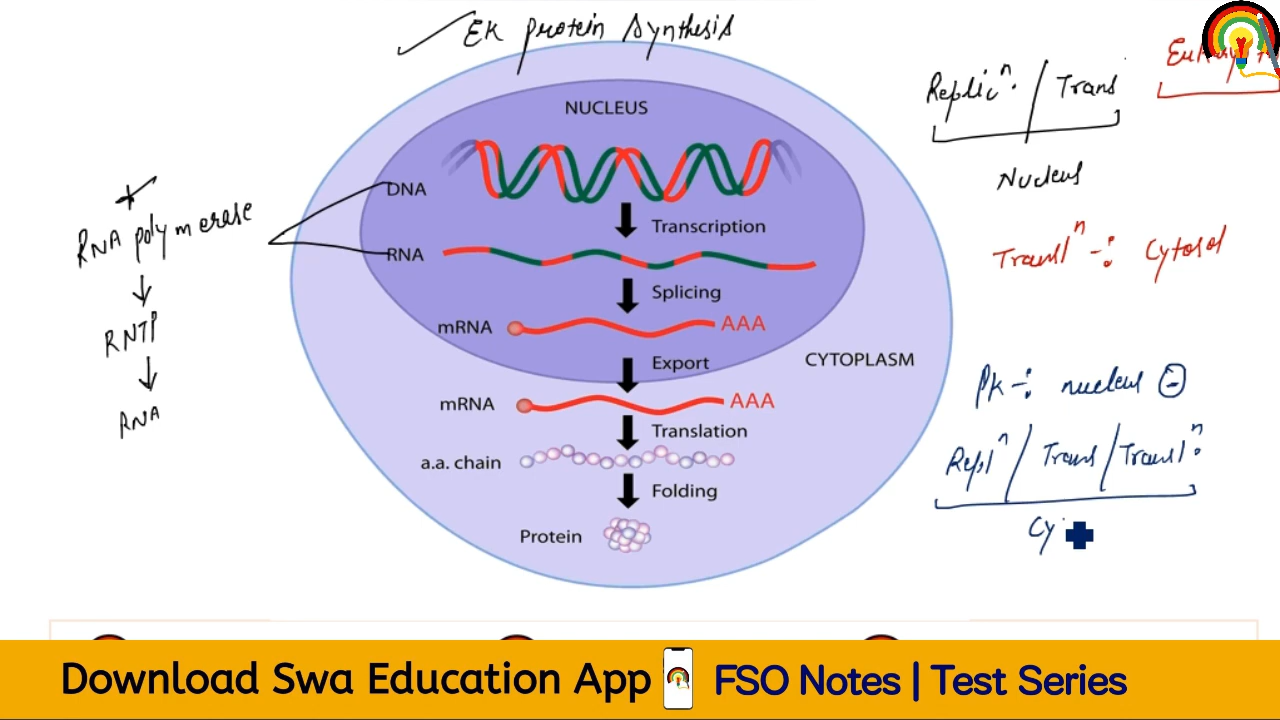 EK protein synthesis
NUCLEUS
DNA
Transcription
RNA
Splicing
mRNA
AAA
Export
CYTOPLASM
mRNA
AAA
Translation
a.a. chain
Folding
Protein
RNA polymerase
RNTP
RNA
Replicⁿ. / Trans
Nucleus
Translⁿ -: Cytosol
PK -: nucleus ⊖
Replⁿ / Trans / Translⁿ.
Cy
Download Swa Education App
FSO Notes | Test Series